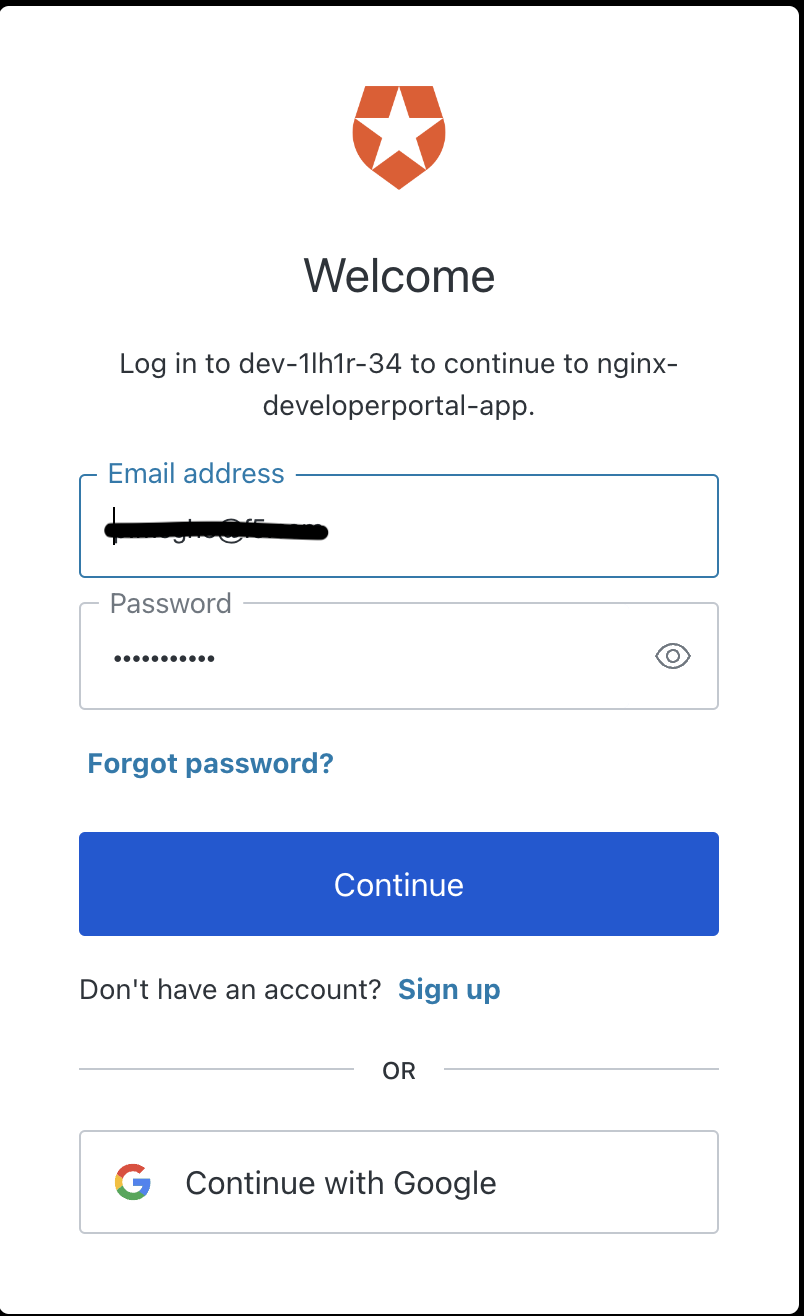 Welcome
Log in to dev-1lh1r-34 to continue to nginx-
developerportal-app.
Email address
Password
•••••••••••
Forgot password?
Continue
Don't have an account? Sign up
OR
Continue with Google